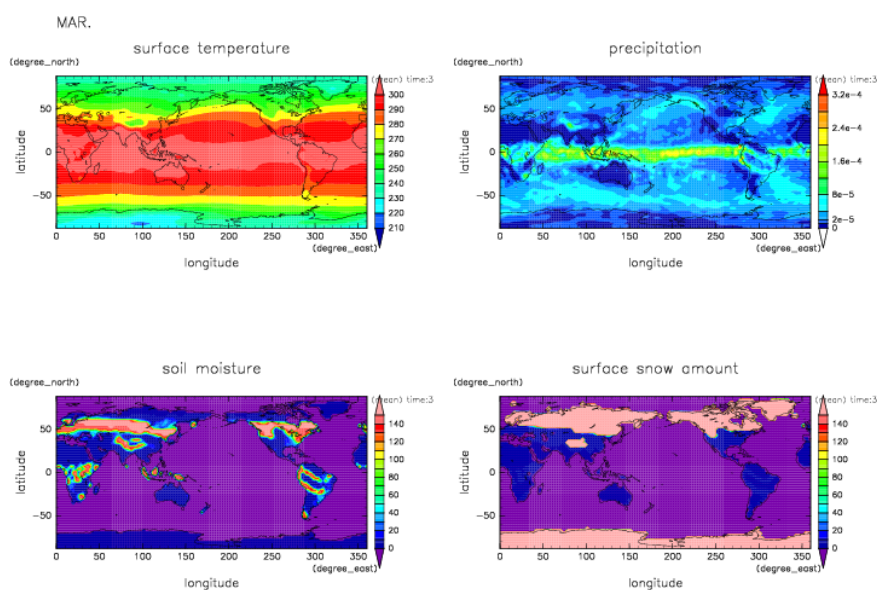 MAR.
surface temperature
(degree_north)
(mean) time:3
300
290
280
270
260
250
240
230
220
210
latitude
50
0
−50
0 50 100 150 200 250 300 350
(degree_east)
longitude
precipitation
(degree_north)
(mean) time:3
3.2e−4
2.4e−4
1.6e−4
8e−5
2e−5
0
latitude
50
0
−50
0 50 100 150 200 250 300 350
(degree_east)
longitude
soil moisture
(degree_north)
(mean) time:3
140
120
100
80
60
40
20
0
latitude
50
0
−50
0 50 100 150 200 250 300 350
(degree_east)
longitude
surface snow amount
(degree_north)
(mean) time:3
140
120
100
80
60
40
20
0
latitude
50
0
−50
0 50 100 150 200 250 300 350
(degree_east)
longitude